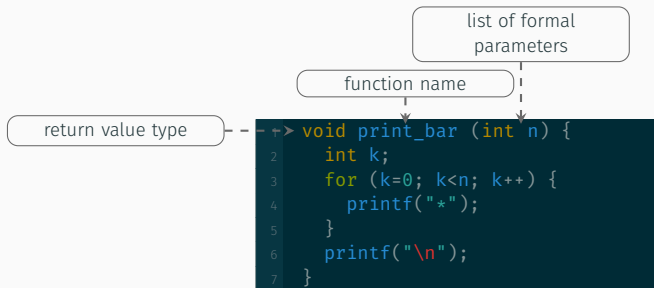 list of formal
parameters
function name
return value type
1 void print_bar (int n) {
2   int k;
3   for (k=0; k<n; k++) {
4     printf("*");
5   }
6   printf("\n");
7 }